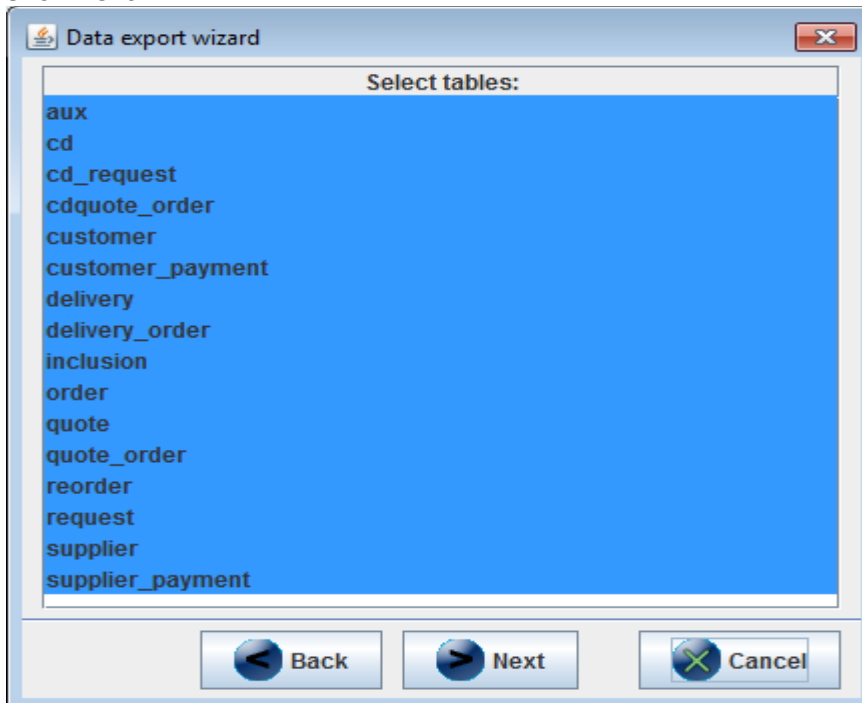 Data export wizard
Select tables:
aux
cd
cd_request
cdquote_order
customer
customer_payment
delivery
delivery_order
inclusion
order
quote
quote_order
reorder
request
supplier
supplier_payment
Back Next Cancel